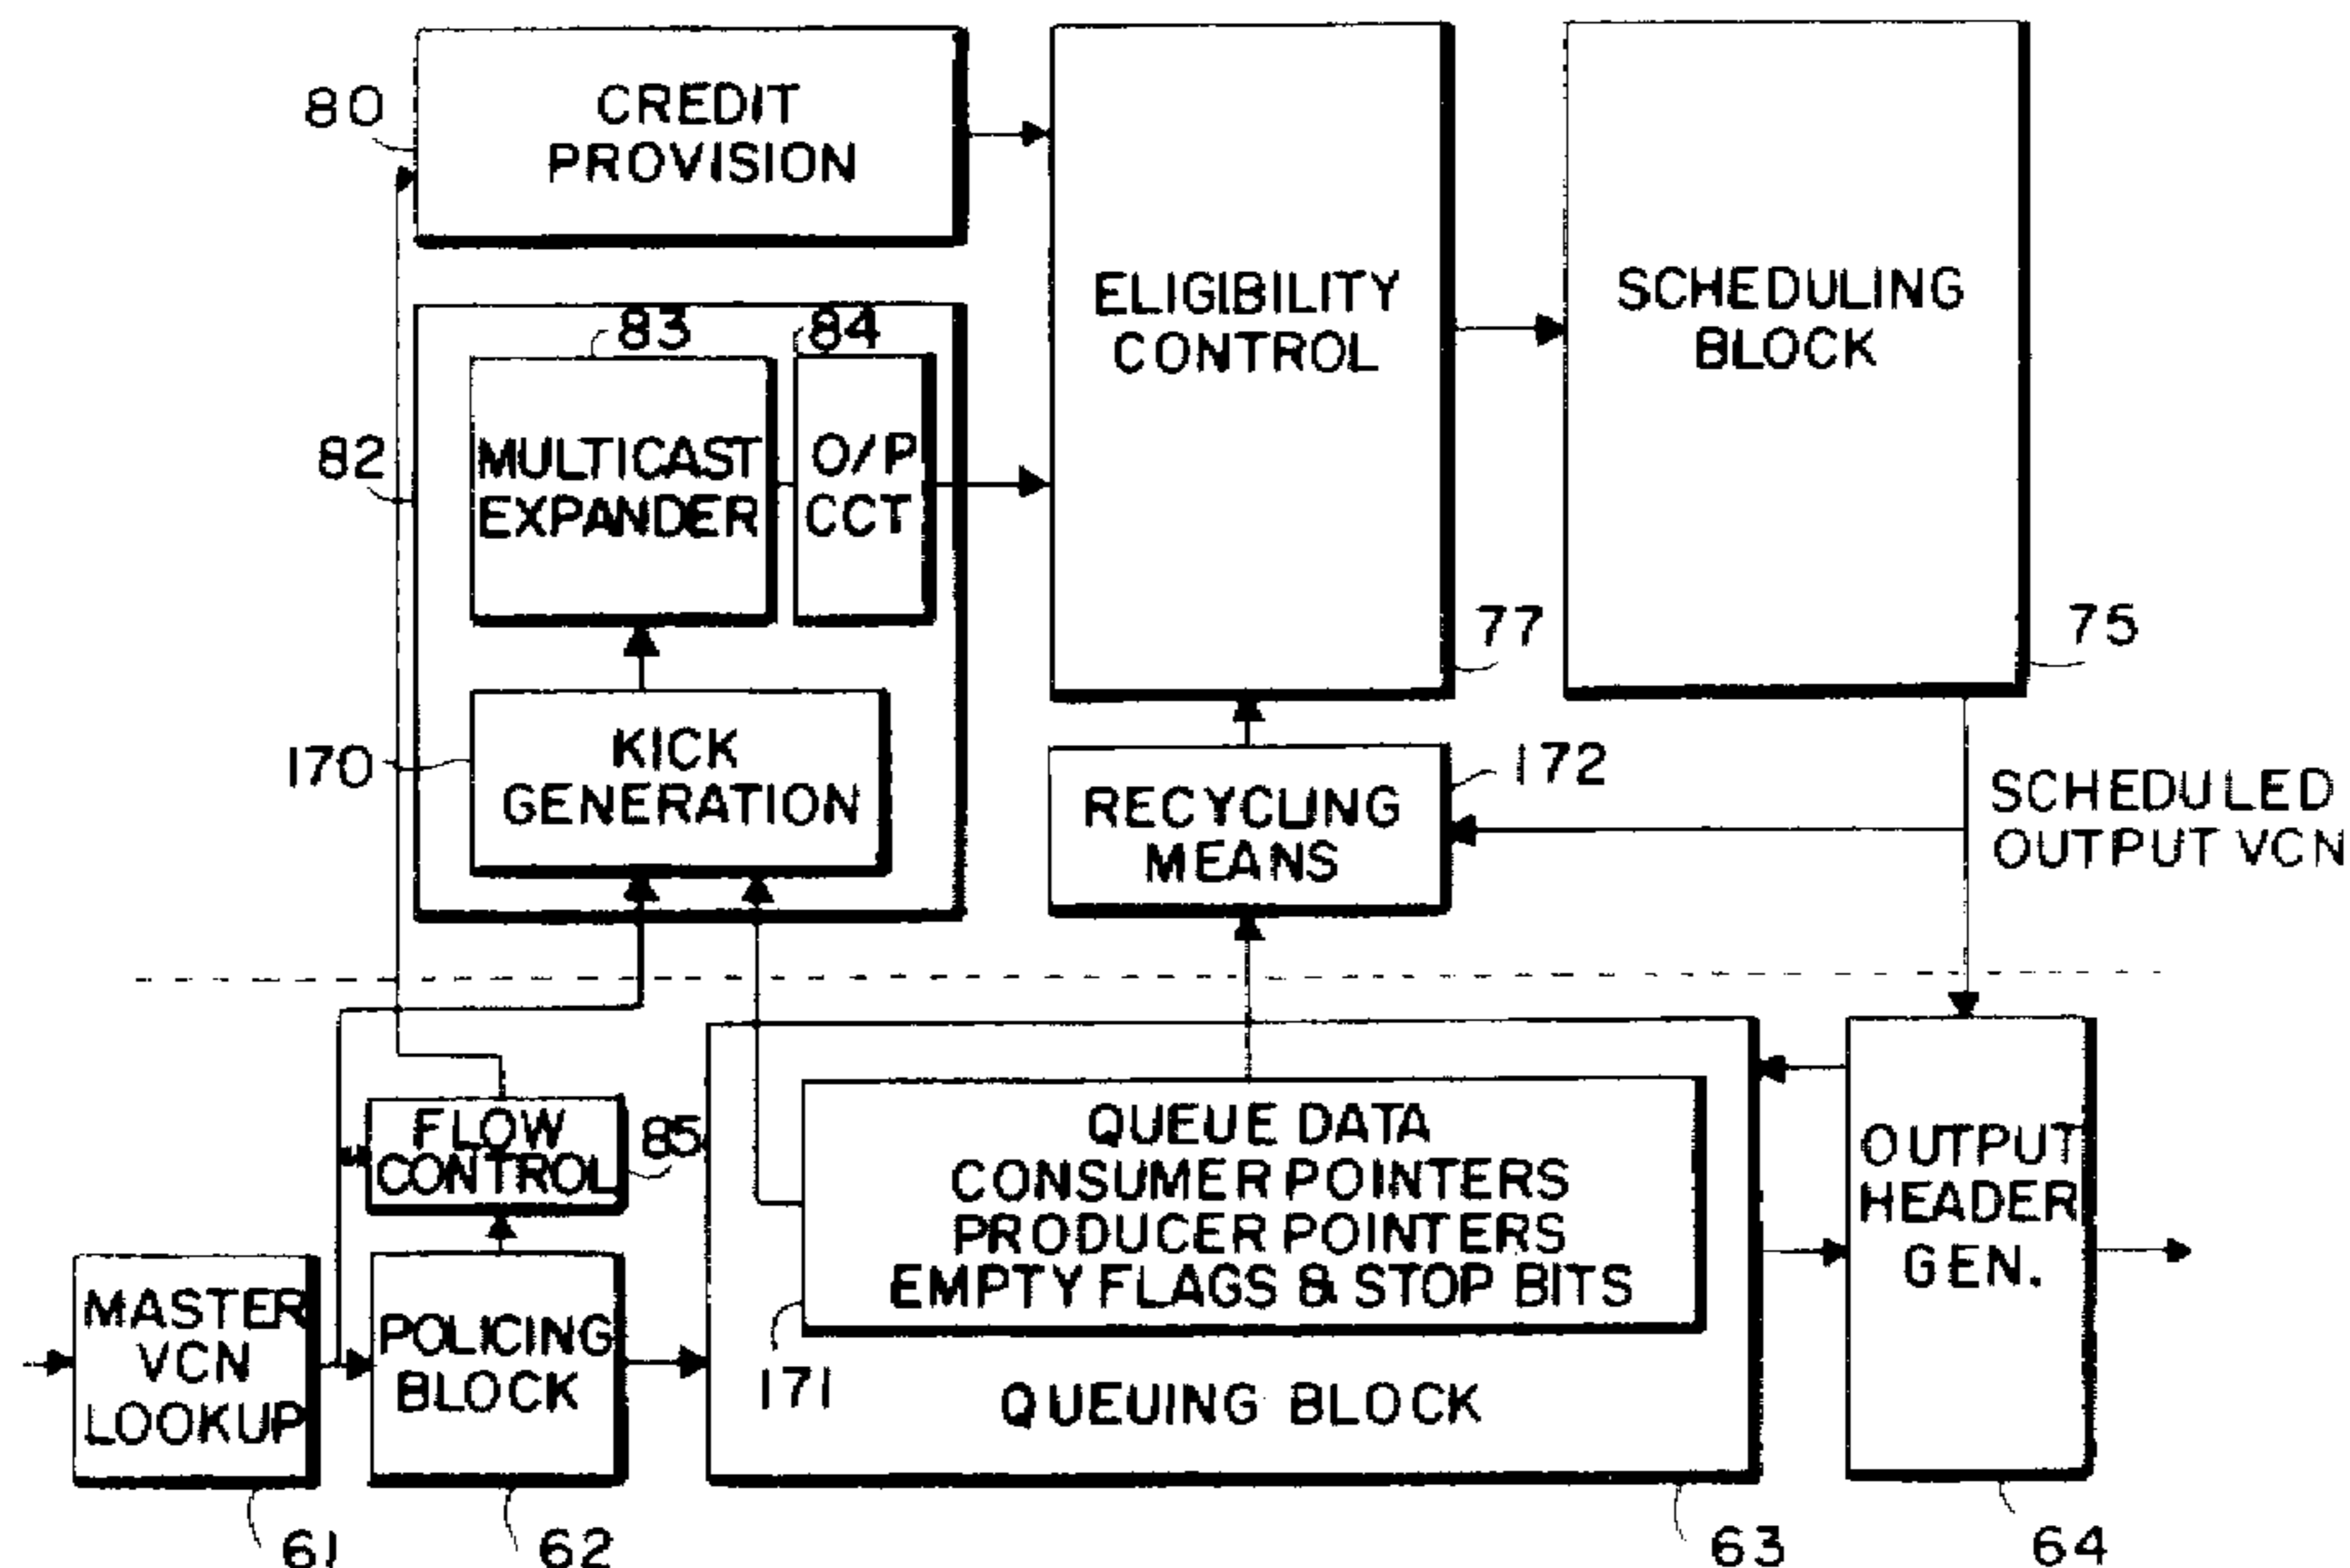 80
CREDIT
PROVISION
ELIGIBILITY
CONTROL
SCHEDULING
BLOCK
83
84
82
MULTICAST
EXPANDER
O/P
CCT
77
75
170
KICK
GENERATION
RECYCLING
MEANS
172
SCHEDULED
OUTPUT VCN
FLOW
CONTROL
85
QUEUE DATA
CONSUMER POINTERS
PRODUCER POINTERS
EMPTY FLAGS & STOP BITS
171
QUEUING BLOCK
OUTPUT
HEADER
GEN.
MASTER
VCN
LOOKUP
POLICING
BLOCK
61
62
63
64